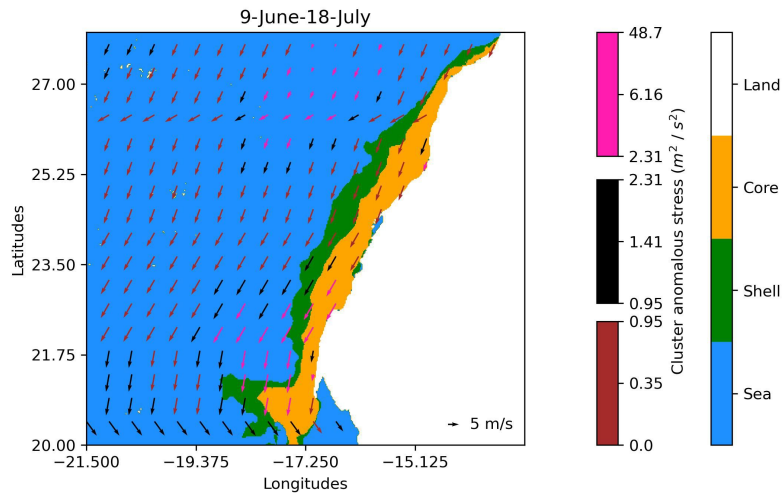 9-June-18-July
27.00
25.25
23.50
21.75
20.00
Latitudes
−21.500
−19.375
−17.250
−15.125
Longitudes
5 m/s
48.7
6.16
2.31
2.31
1.41
0.95
0.95
0.35
0.0
Cluster anomalous stress (m² / s²)
Land
Core
Shell
Sea